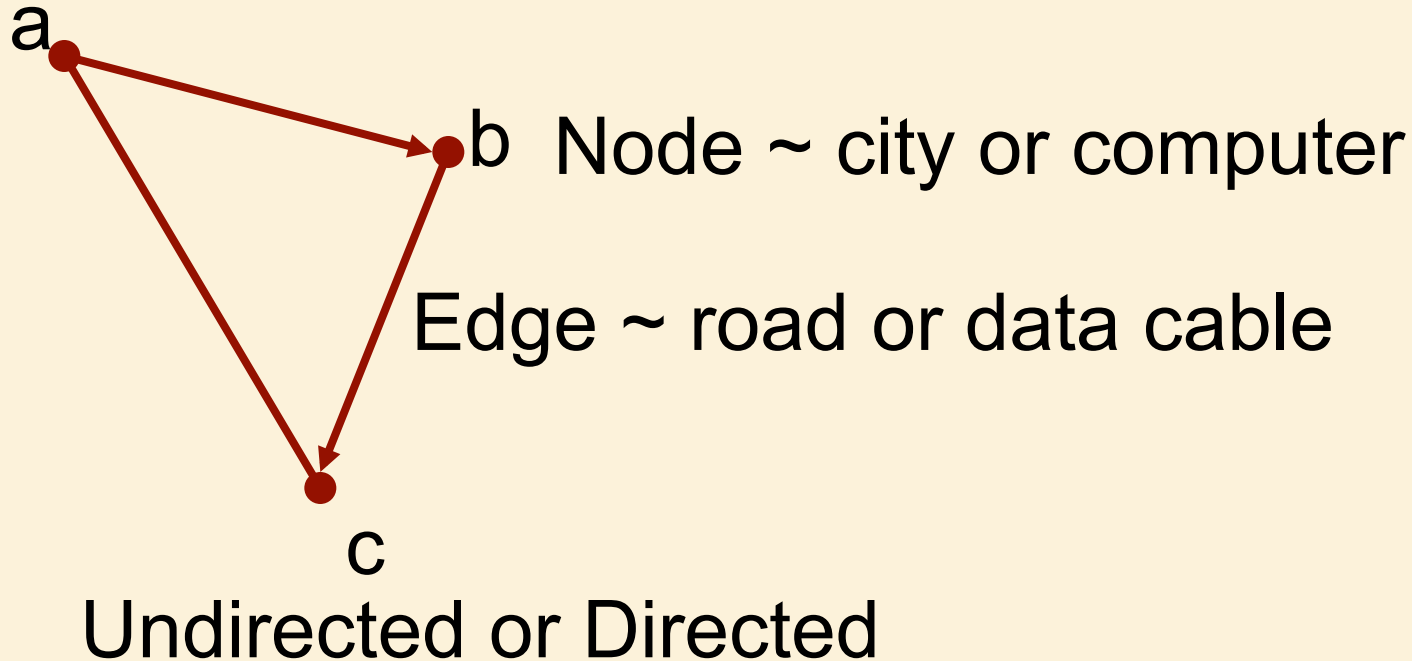 a
b Node ~ city or computer
Edge ~ road or data cable
c
Undirected or Directed